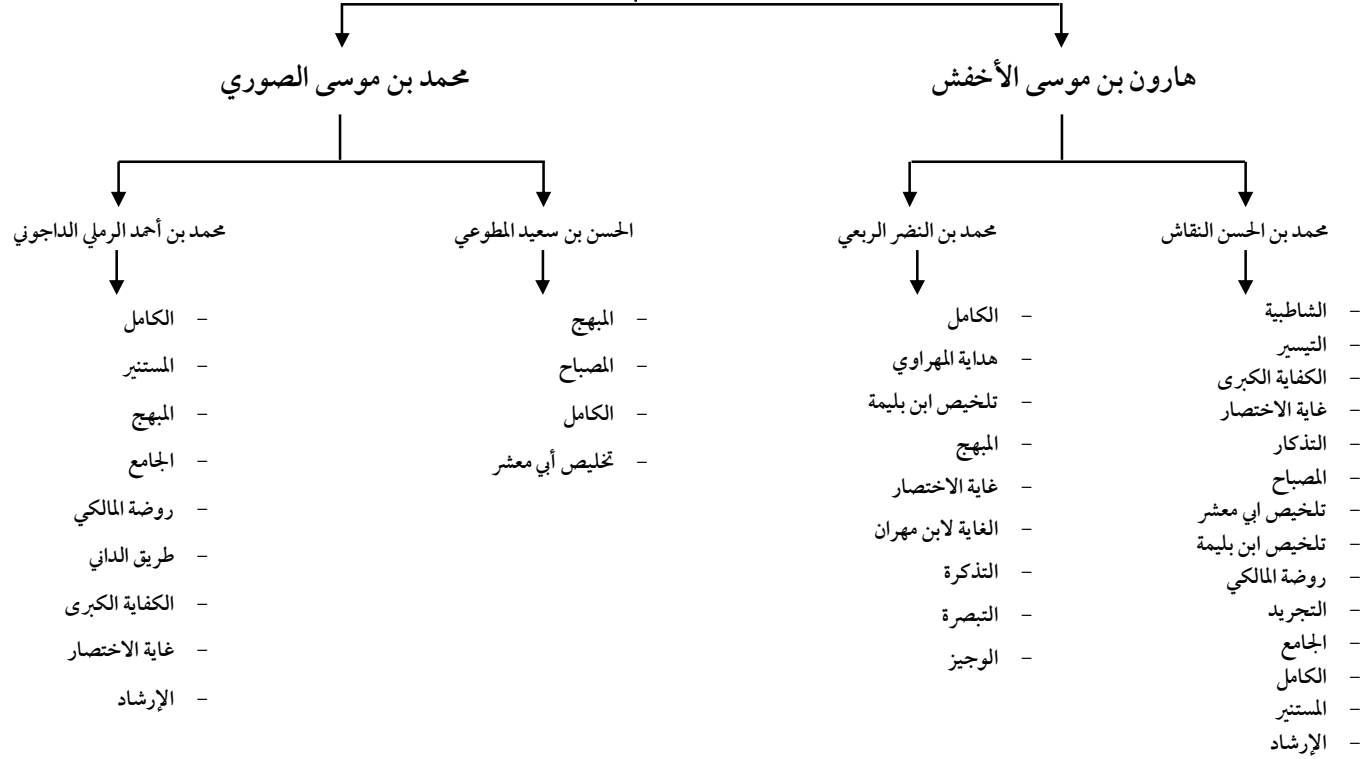 هارون بن موسى الأخفش
محمد بن موسى الصوري
محمد بن الحسن النقاش
محمد بن النضر الربعي
الحسن بن سعيد المطوعي
محمد بن أحمد الرملي الداجوني
– الشاطبية
– التيسير
– الكفاية الكبرى
– غاية الاختصار
– التذكار
– المصباح
– تلخيص ابي معشر
– تلخيص ابن بليمة
– روضة المالكي
– التجريد
– الجامع
– الكامل
– المستنير
– الإرشاد
– الكامل
– هداية المهراوي
– تلخيص ابن بليمة
– المبهج
– غاية الاختصار
– الغاية لابن مهران
– التذكرة
– التبصرة
– الوجيز
– المبهج
– المصباح
– الكامل
– تخليص أبي معشر
– الكامل
– المستنير
– المبهج
– الجامع
– روضة المالكي
– طريق الداني
– الكفاية الكبرى
– غاية الاختصار
– الإرشاد